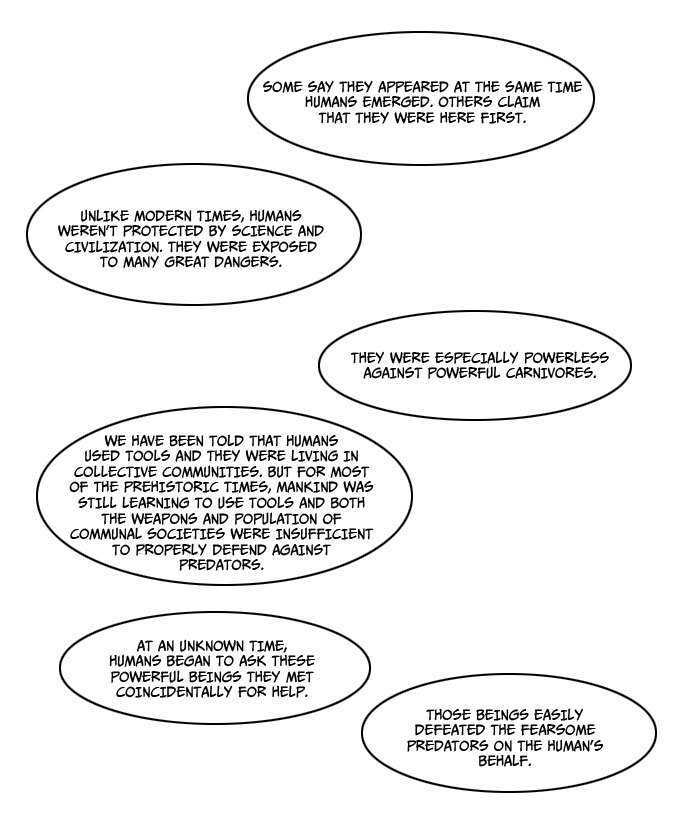 SOME SAY THEY APPEARED AT THE SAME TIME
HUMANS EMERGED. OTHERS CLAIM
THAT THEY WERE HERE FIRST.
UNLIKE MODERN TIMES, HUMANS
WEREN'T PROTECTED BY SCIENCE AND
CIVILIZATION. THEY WERE EXPOSED
TO MANY GREAT DANGERS.
THEY WERE ESPECIALLY POWERLESS
AGAINST POWERFUL CARNIVORES.
WE HAVE BEEN TOLD THAT HUMANS
USED TOOLS AND THEY WERE LIVING IN
COLLECTIVE COMMUNITIES. BUT FOR MOST
OF THE PREHISTORIC TIMES, MANKIND WAS
STILL LEARNING TO USE TOOLS AND BOTH
THE WEAPONS AND POPULATION OF
COMMUNAL SOCIETIES WERE INSUFFICIENT
TO PROPERLY DEFEND AGAINST
PREDATORS.
AT AN UNKNOWN TIME,
HUMANS BEGAN TO ASK THESE
POWERFUL BEINGS THEY MET
COINCIDENTALLY FOR HELP.
THOSE BEINGS EASILY
DEFEATED THE FEARSOME
PREDATORS ON THE HUMAN'S
BEHALF.